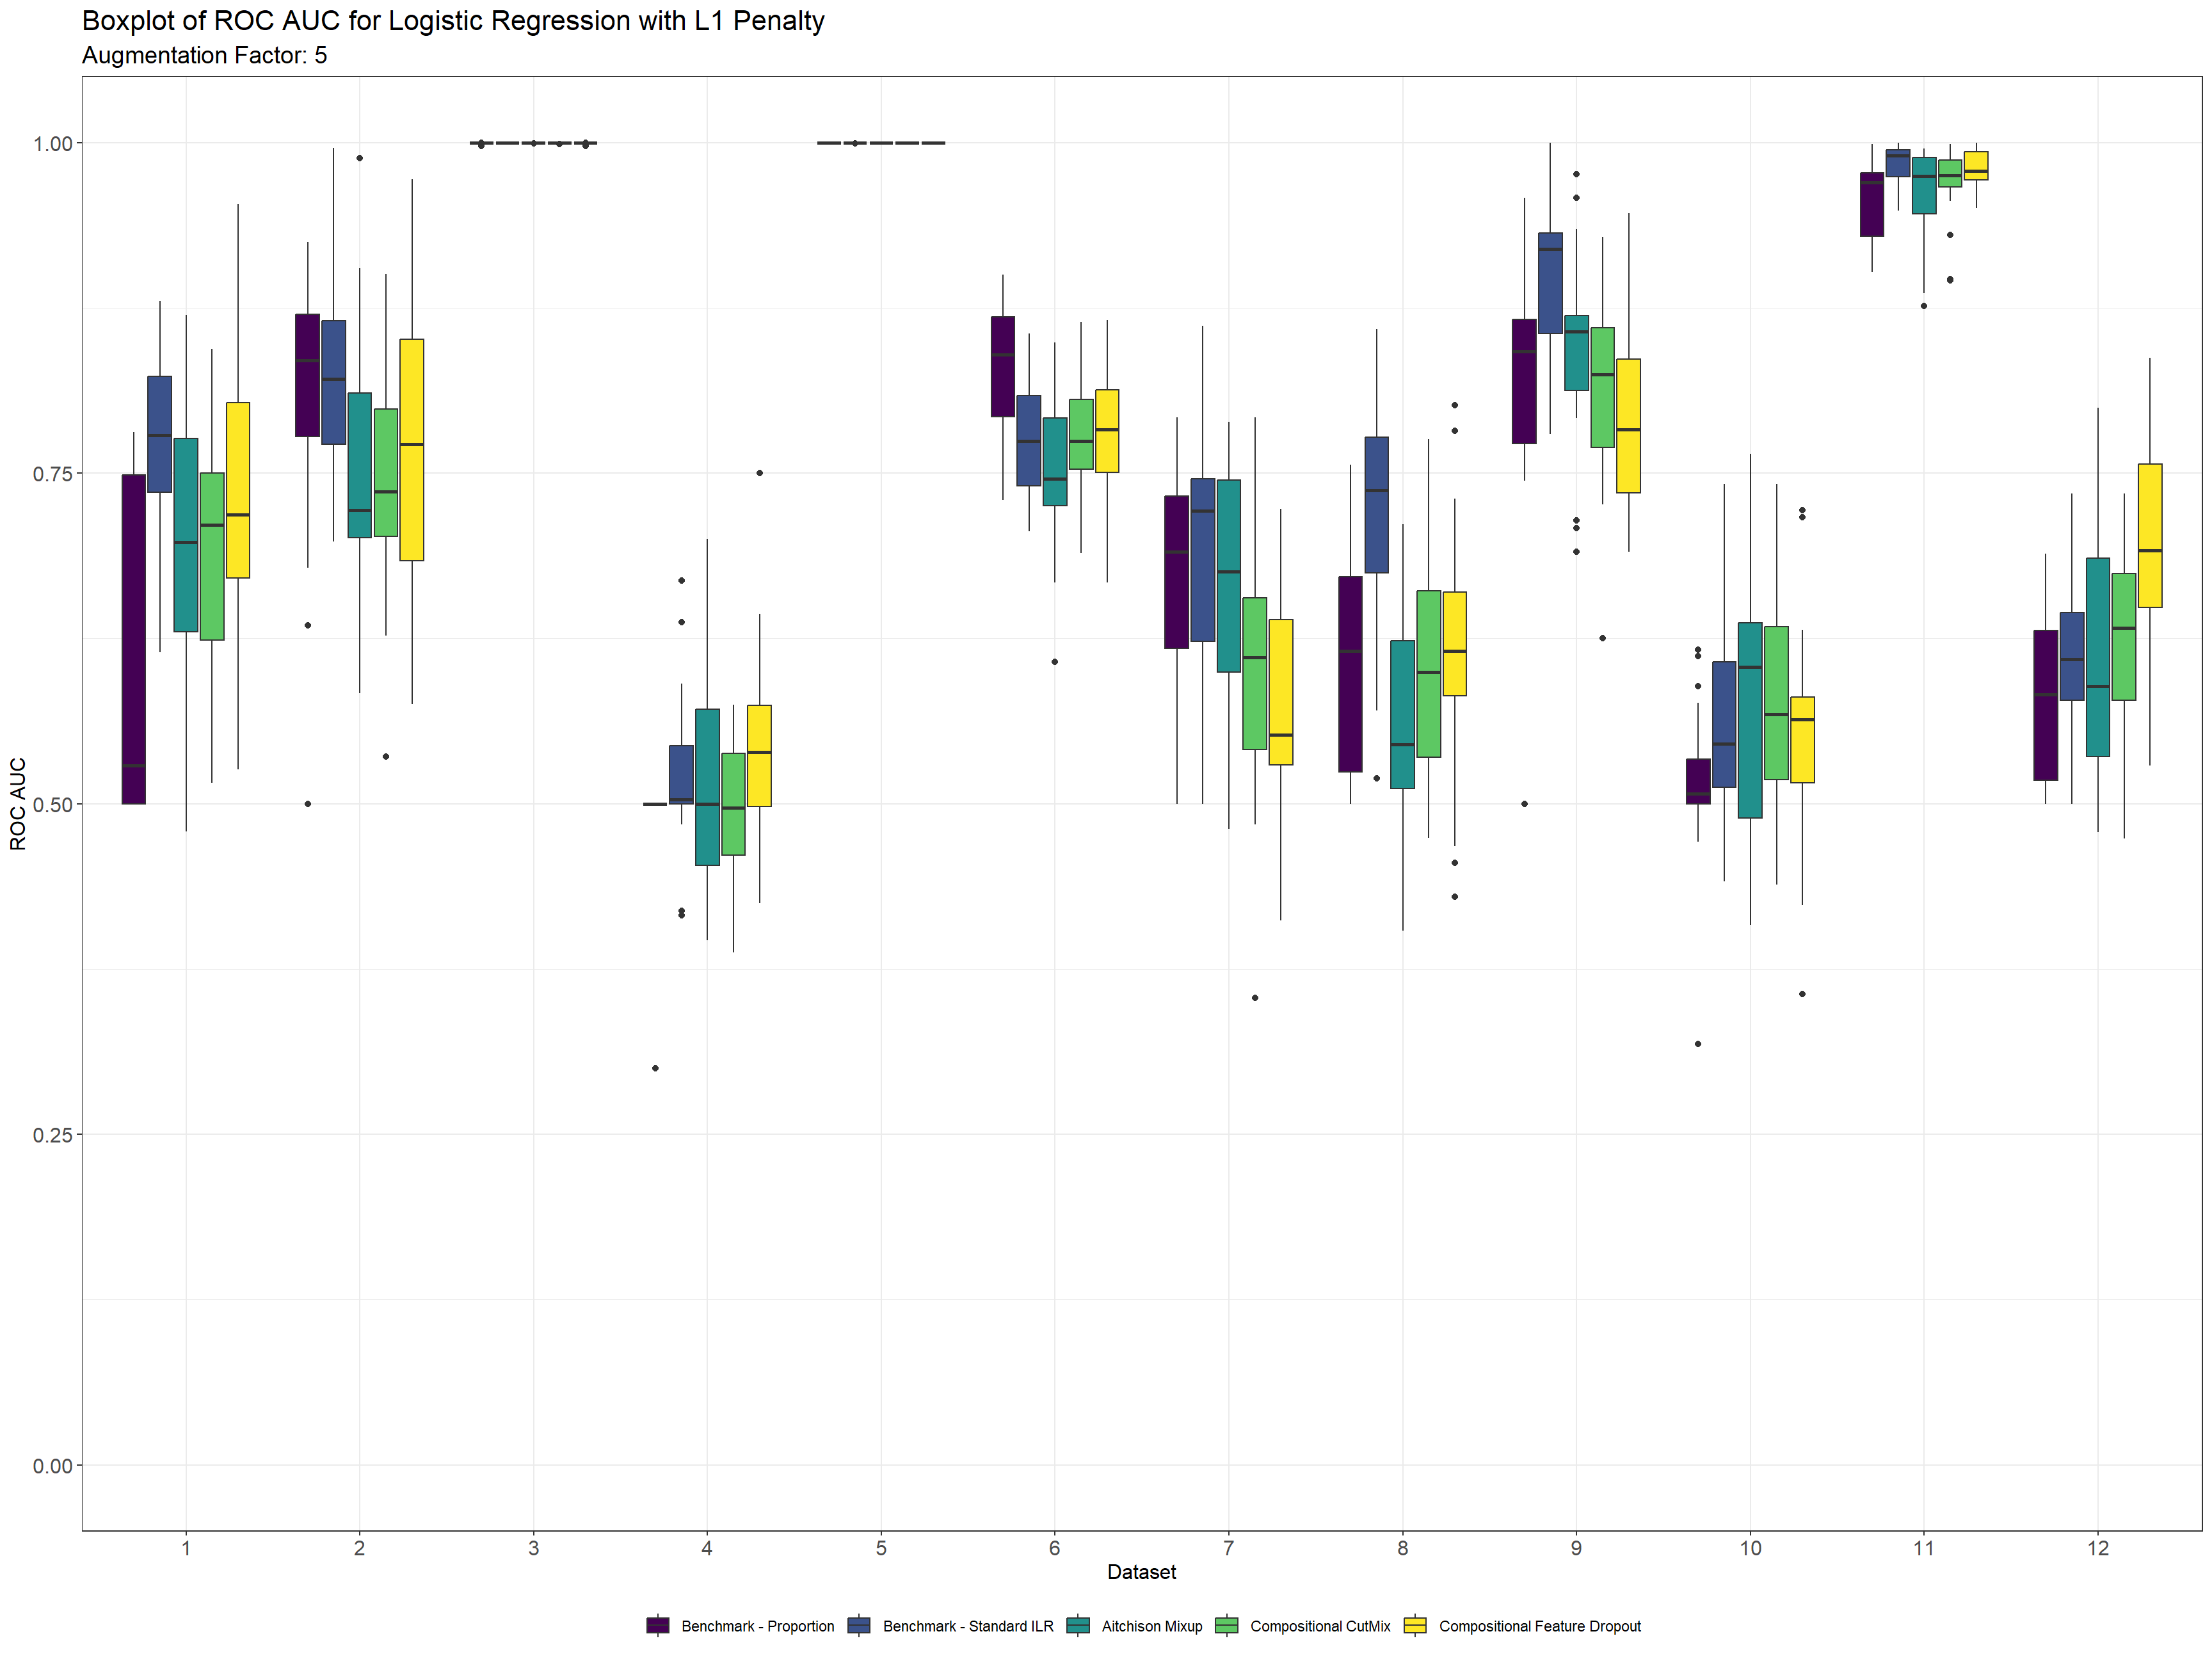 Boxplot of ROC AUC for Logistic Regression with L1 Penalty
Augmentation Factor: 5
ROC AUC
1.00
0.75
0.50
0.25
0.00
1 2 3 4 5 6 7 8 9 10 11 12
Dataset
Benchmark - Proportion Benchmark - Standard ILR Aitchison Mixup Compositional CutMix Compositional Feature Dropout